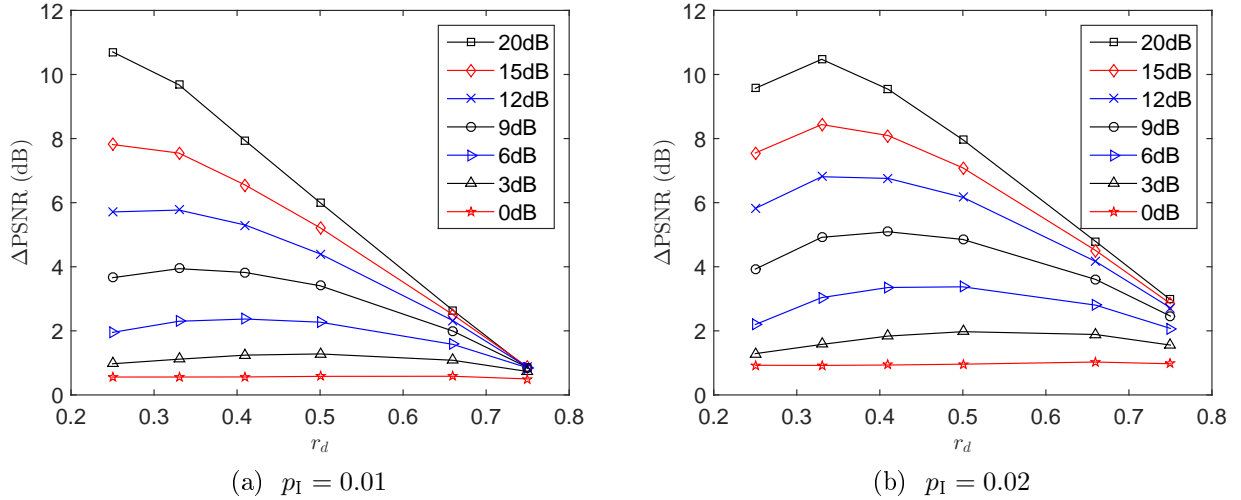 12
10
8
6
4
2
0
ΔPSNR (dB)
0.2 0.3 0.4 0.5 0.6 0.7 0.8
r_d
20dB
15dB
12dB
9dB
6dB
3dB
0dB
(a) p_I = 0.01
12
10
8
6
4
2
0
ΔPSNR (dB)
0.2 0.3 0.4 0.5 0.6 0.7 0.8
r_d
20dB
15dB
12dB
9dB
6dB
3dB
0dB
(b) p_I = 0.02